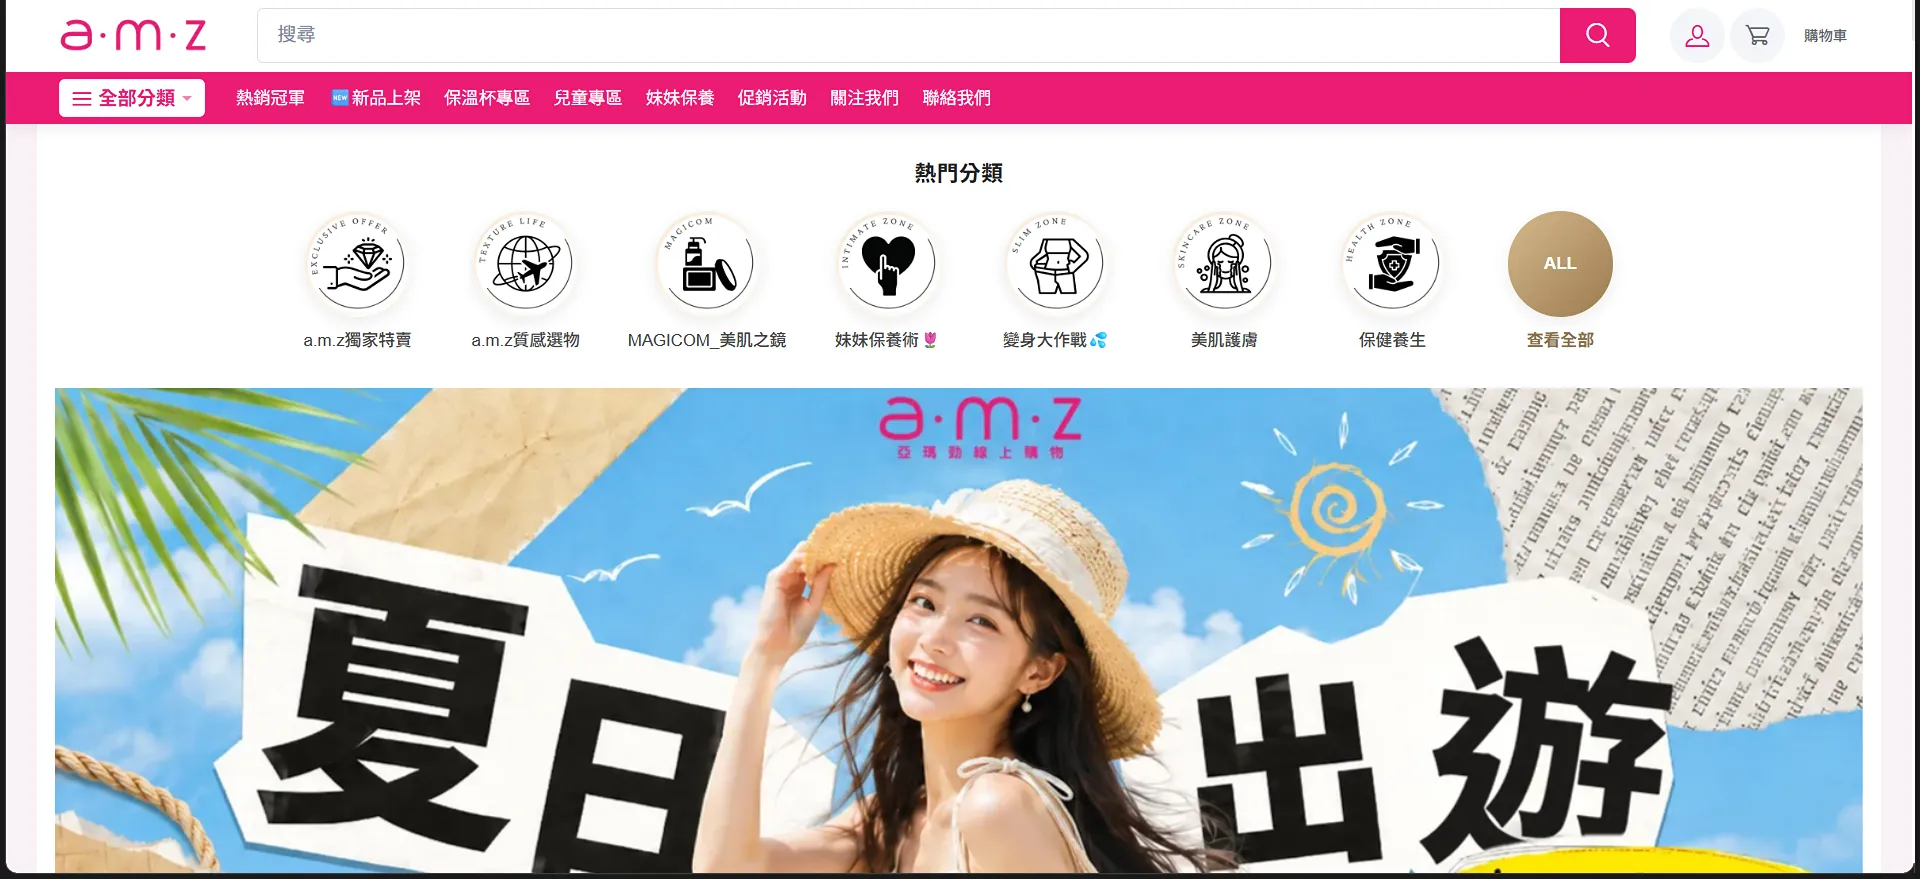 a·m·z
搜尋
購物車
全部分類
熱銷冠軍
NEW 新品上架
保溫杯專區
兒童專區
妹妹保養
促銷活動
關注我們
聯絡我們
熱門分類
EXCLUSIVE OFFER
a.m.z獨家特賣
TEXTURE LIFE
a.m.z質感選物
MAGICOM
MAGICOM_美肌之鏡
INTIMATE ZONE
妹妹保養術🌷
SLIM ZONE
變身大作戰💦
SKINCARE ZONE
美肌護膚
HEALTH ZONE
保健養生
ALL
查看全部
a·m·z
亞瑪勁線上購物
夏日
出遊